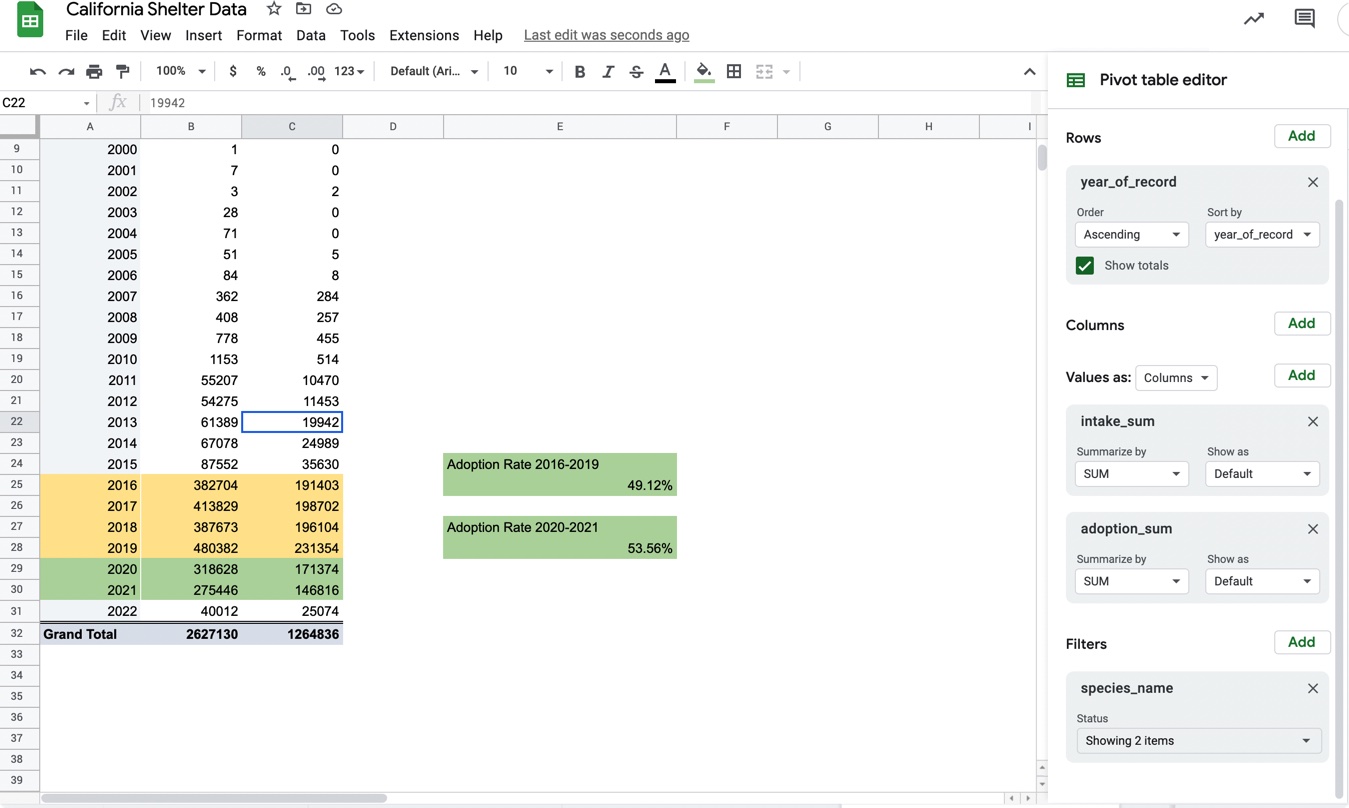 California Shelter Data
File Edit View Insert Format Data Tools Extensions Help Last edit was seconds ago
100% $ % .0 .00 123 Default (Ari... 10 B I S A
C22 fx 19942
A B C D E F G H I
9 2000 1 0
10 2001 7 0
11 2002 3 2
12 2003 28 0
13 2004 71 0
14 2005 51 5
15 2006 84 8
16 2007 362 284
17 2008 408 257
18 2009 778 455
19 2010 1153 514
20 2011 55207 10470
21 2012 54275 11453
22 2013 61389 19942
23 2014 67078 24989
24 2015 87552 35630 Adoption Rate 2016-2019
25 2016 382704 191403 49.12%
26 2017 413829 198702
27 2018 387673 196104 Adoption Rate 2020-2021
28 2019 480382 231354 53.56%
29 2020 318628 171374
30 2021 275446 146816
31 2022 40012 25074
32 Grand Total 2627130 1264836
33
34
35
36
37
38
39
Pivot table editor
Rows Add
year_of_record
Order Sort by
Ascending year_of_record
Show totals
Columns Add
Values as: Columns Add
intake_sum
Summarize by Show as
SUM Default
adoption_sum
Summarize by Show as
SUM Default
Filters Add
species_name
Status
Showing 2 items